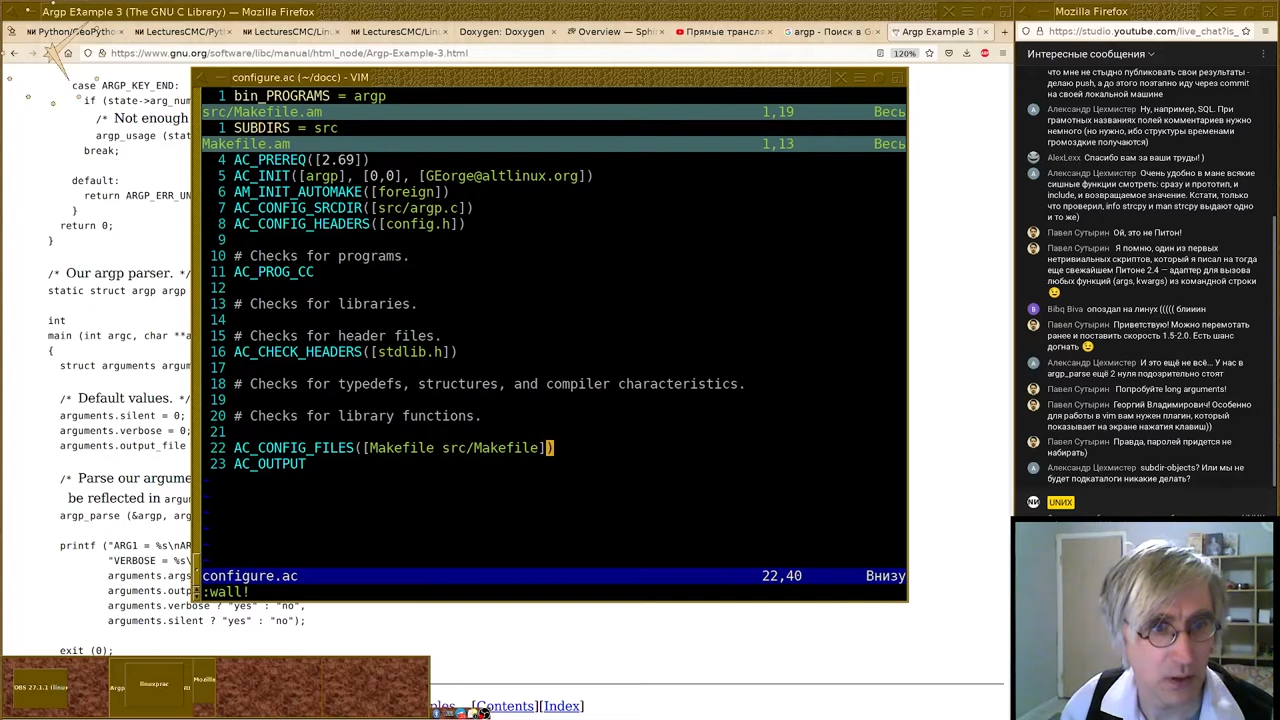 Argp Example 3 (The GNU C Library) — Mozilla Firefox
Python/GeoPytho
LecturesCMC/Pyt
LecturesCMC/Lin
LecturesCMC/Lin
Doxygen: Doxygen
Overview — Sphi
Прямые трансля
argp - Поиск в G
Argp Example 3
https://www.gnu.org/software/libc/manual/html_node/Argp-Example-3.html
120%
case ARGP_KEY_END:
if (state->arg_num
/* Not enough
argp_usage (stat
break;
default:
return ARGP_ERR_UN
}
return 0;
}
/* Our argp parser. */
static struct argp argp
int
main (int argc, char **a
{
struct arguments argum
/* Default values. */
arguments.silent = 0;
arguments.verbose = 0;
arguments.output_file
/* Parse our argume
be reflected in argum
argp_parse (&argp, ar
printf ("ARG1 = %s\nAR
"VERBOSE = %s\
arguments.args
arguments.outp
arguments.verbose ? "yes" : "no",
arguments.silent ? "yes" : "no");
exit (0);
[Contents][Index]
configure.ac (~/docc) - VIM
1 bin_PROGRAMS = argp
src/Makefile.am 1,19 Весь
1 SUBDIRS = src
Makefile.am 1,13 Весь
4 AC_PREREQ([2.69])
5 AC_INIT([argp], [0,0], [GEorge@altlinux.org])
6 AM_INIT_AUTOMAKE([foreign])
7 AC_CONFIG_SRCDIR([src/argp.c])
8 AC_CONFIG_HEADERS([config.h])
9
10 # Checks for programs.
11 AC_PROG_CC
12
13 # Checks for libraries.
14
15 # Checks for header files.
16 AC_CHECK_HEADERS([stdlib.h])
17
18 # Checks for typedefs, structures, and compiler characteristics.
19
20 # Checks for library functions.
21
22 AC_CONFIG_FILES([Makefile src/Makefile])
23 AC_OUTPUT
~
~
~
~
~
configure.ac 22,40 Внизу
:wall!
Mozilla Firefox
https://studio.youtube.com/live_chat?is_
Интересные сообщения
что мне не стыдно публиковать свои результаты -
делаю push, а до этого поэтапно иду через commit
на своей локальной машине
Александр Цехмистер Ну, например, SQL. При
грамотных названиях полей комментариев нужно
немного (но нужно, ибо структуры временами
громоздкие получаются)
AlexLexx Спасибо вам за ваши труды! )
Александр Цехмистер Очень удобно в мане всякие
сишные функции смотреть: сразу и прототип, и
include, и возвращаемое значение. Кстати, только
что проверил, info strcpy и man strcpy выдают одно
и то же)
Павел Сутырин Ой, это не Питон!
Павел Сутырин Я помню, один из первых
нетривиальных скриптов, который я писал на тогда
еще свежайшем Питоне 2.4 — адаптер для вызова
любых функций (args, kwargs) из командной строки
😉
Bibq Biva опоздал на линух ((((( блииин
Павел Сутырин Приветствую! Можно перемотать
ранее и поставить скорость 1.5-2.0. Есть шанс
догнать 😉
Александр Цехмистер И это ещё не всё... У нас в
argp_parse ещё 2 нуля подозрительно стоят
Павел Сутырин Попробуйте long arguments!
Павел Сутырин Георгий Владимирович! Особенно
для работы в vim вам нужен плагин, который
показывает на экране нажатия клавиш))
Павел Сутырин Правда, паролей придется не
набирать)
Александр Цехмистер subdir-objects? Или мы не
будет подкаталоги никакие делать?
UNИX
OBS 27.1.1 (linux
Argp
linuxprac
Mozilla